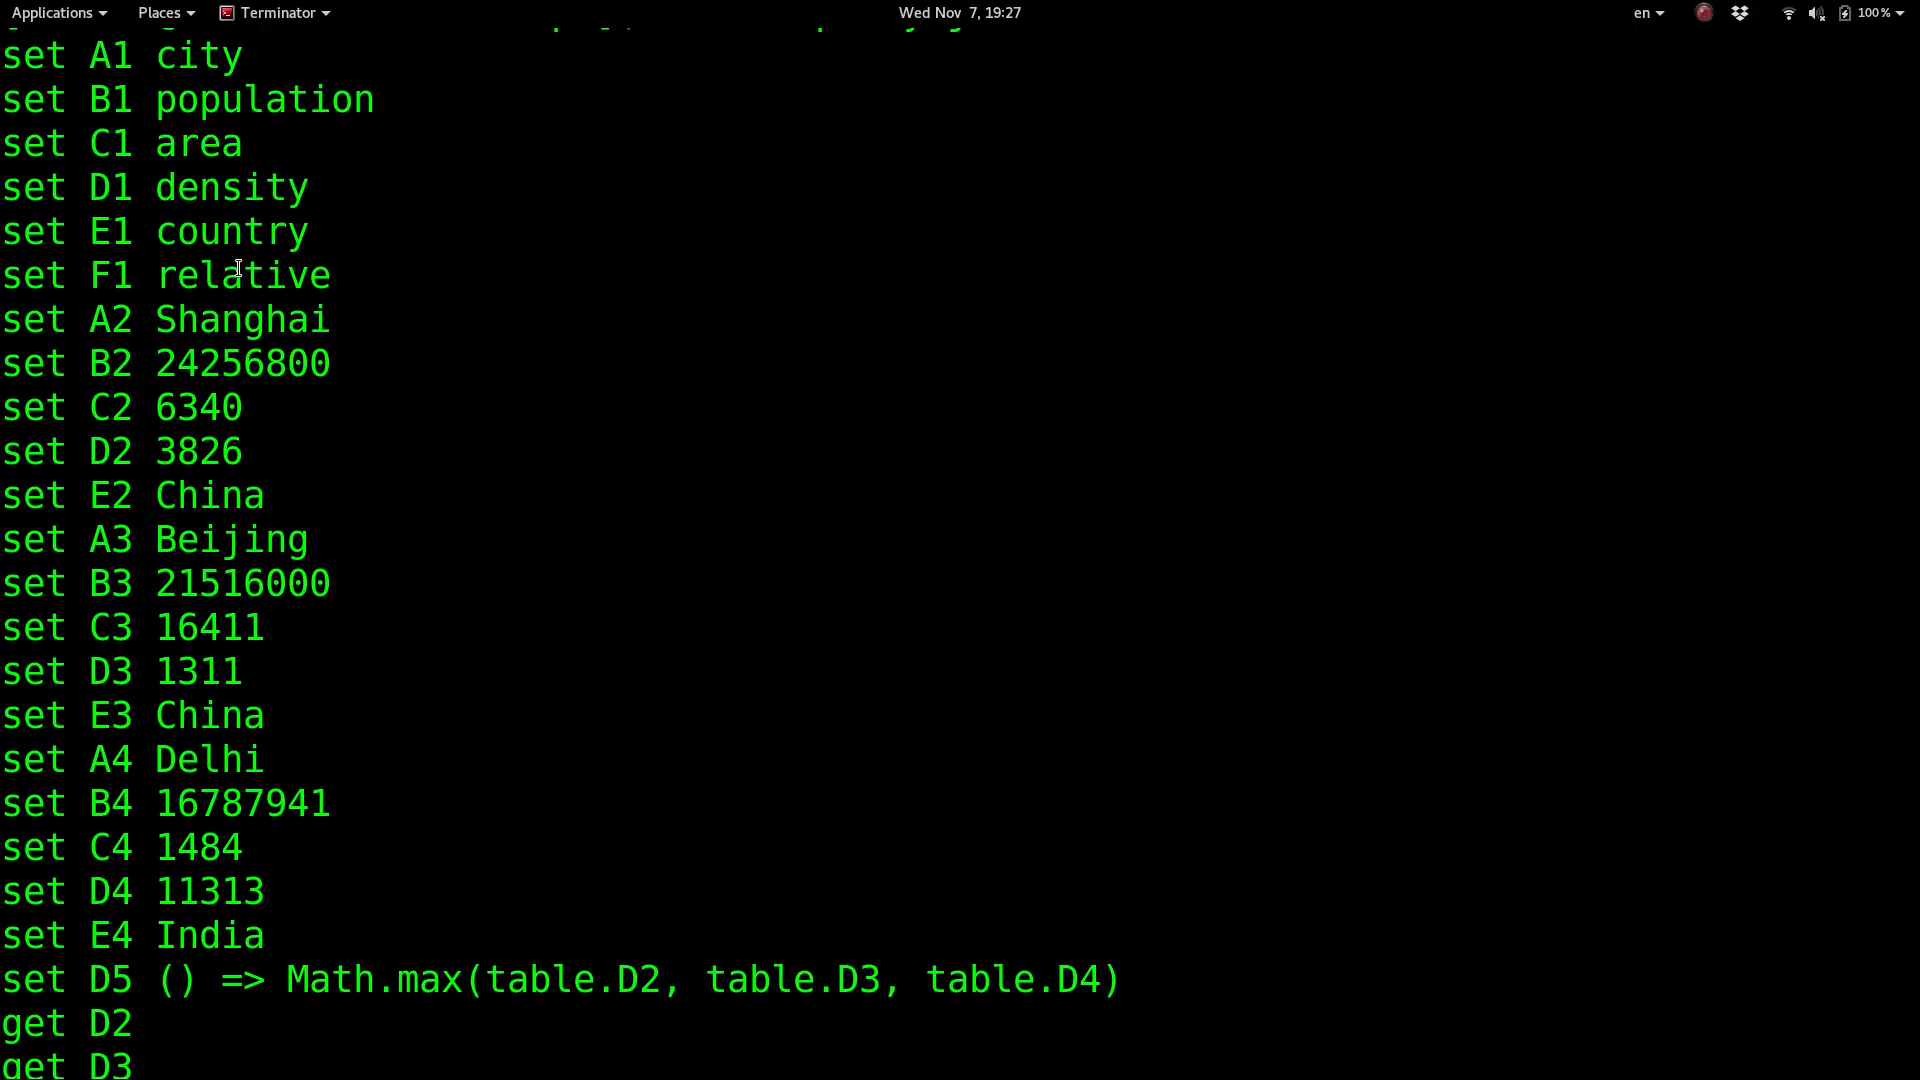 Applications Places Terminator Wed Nov 7, 19:27 en 100%
set A1 city
set B1 population
set C1 area
set D1 density
set E1 country
set F1 relative
set A2 Shanghai
set B2 24256800
set C2 6340
set D2 3826
set E2 China
set A3 Beijing
set B3 21516000
set C3 16411
set D3 1311
set E3 China
set A4 Delhi
set B4 16787941
set C4 1484
set D4 11313
set E4 India
set D5 () => Math.max(table.D2, table.D3, table.D4)
get D2
get D3